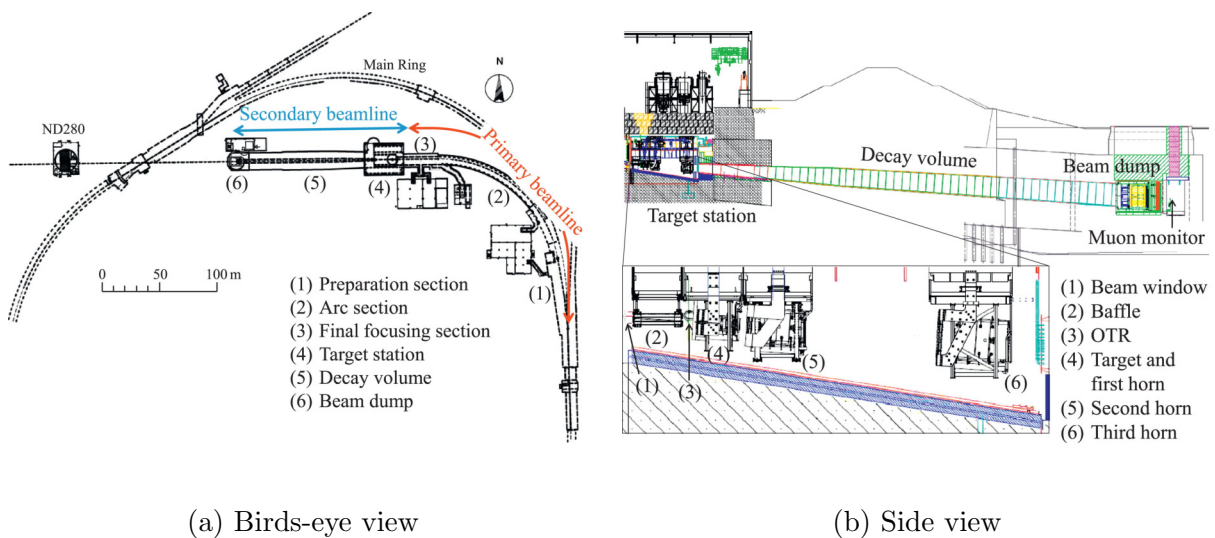 N
Main Ring
Secondary beamline
ND280
Primary beamline
(3)
(6)
(5)
(4)
(2)
(1)
0 50 100 m
(1) Preparation section
(2) Arc section
(3) Final focusing section
(4) Target station
(5) Decay volume
(6) Beam dump
(a) Birds-eye view
Decay volume
Beam dump
Target station
Muon monitor
(2)
(4)
(5)
(6)
(1)
(3)
(1) Beam window
(2) Baffle
(3) OTR
(4) Target and
first horn
(5) Second horn
(6) Third horn
(b) Side view